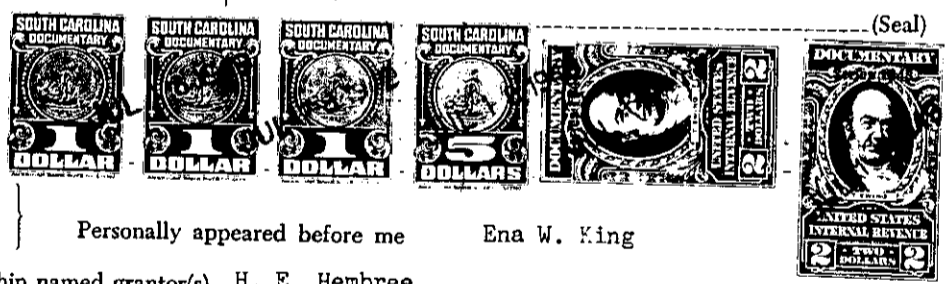 (Seal)
SOUTH CAROLINA
DOCUMENTARY
1
DOLLAR
SOUTH CAROLINA
DOCUMENTARY
1
DOLLAR
SOUTH CAROLINA
DOCUMENTARY
1
DOLLAR
SOUTH CAROLINA
DOCUMENTARY
5
DOLLARS
DOCUMENTARY
UNITED STATES
INTERNAL REVENUE
2 TWO DOLLARS 2
DOCUMENTARY
UNITED STATES
INTERNAL REVENUE
2 TWO DOLLARS 2
Personally appeared before me Ena W. King
named grantor(s) H. E. Hembree